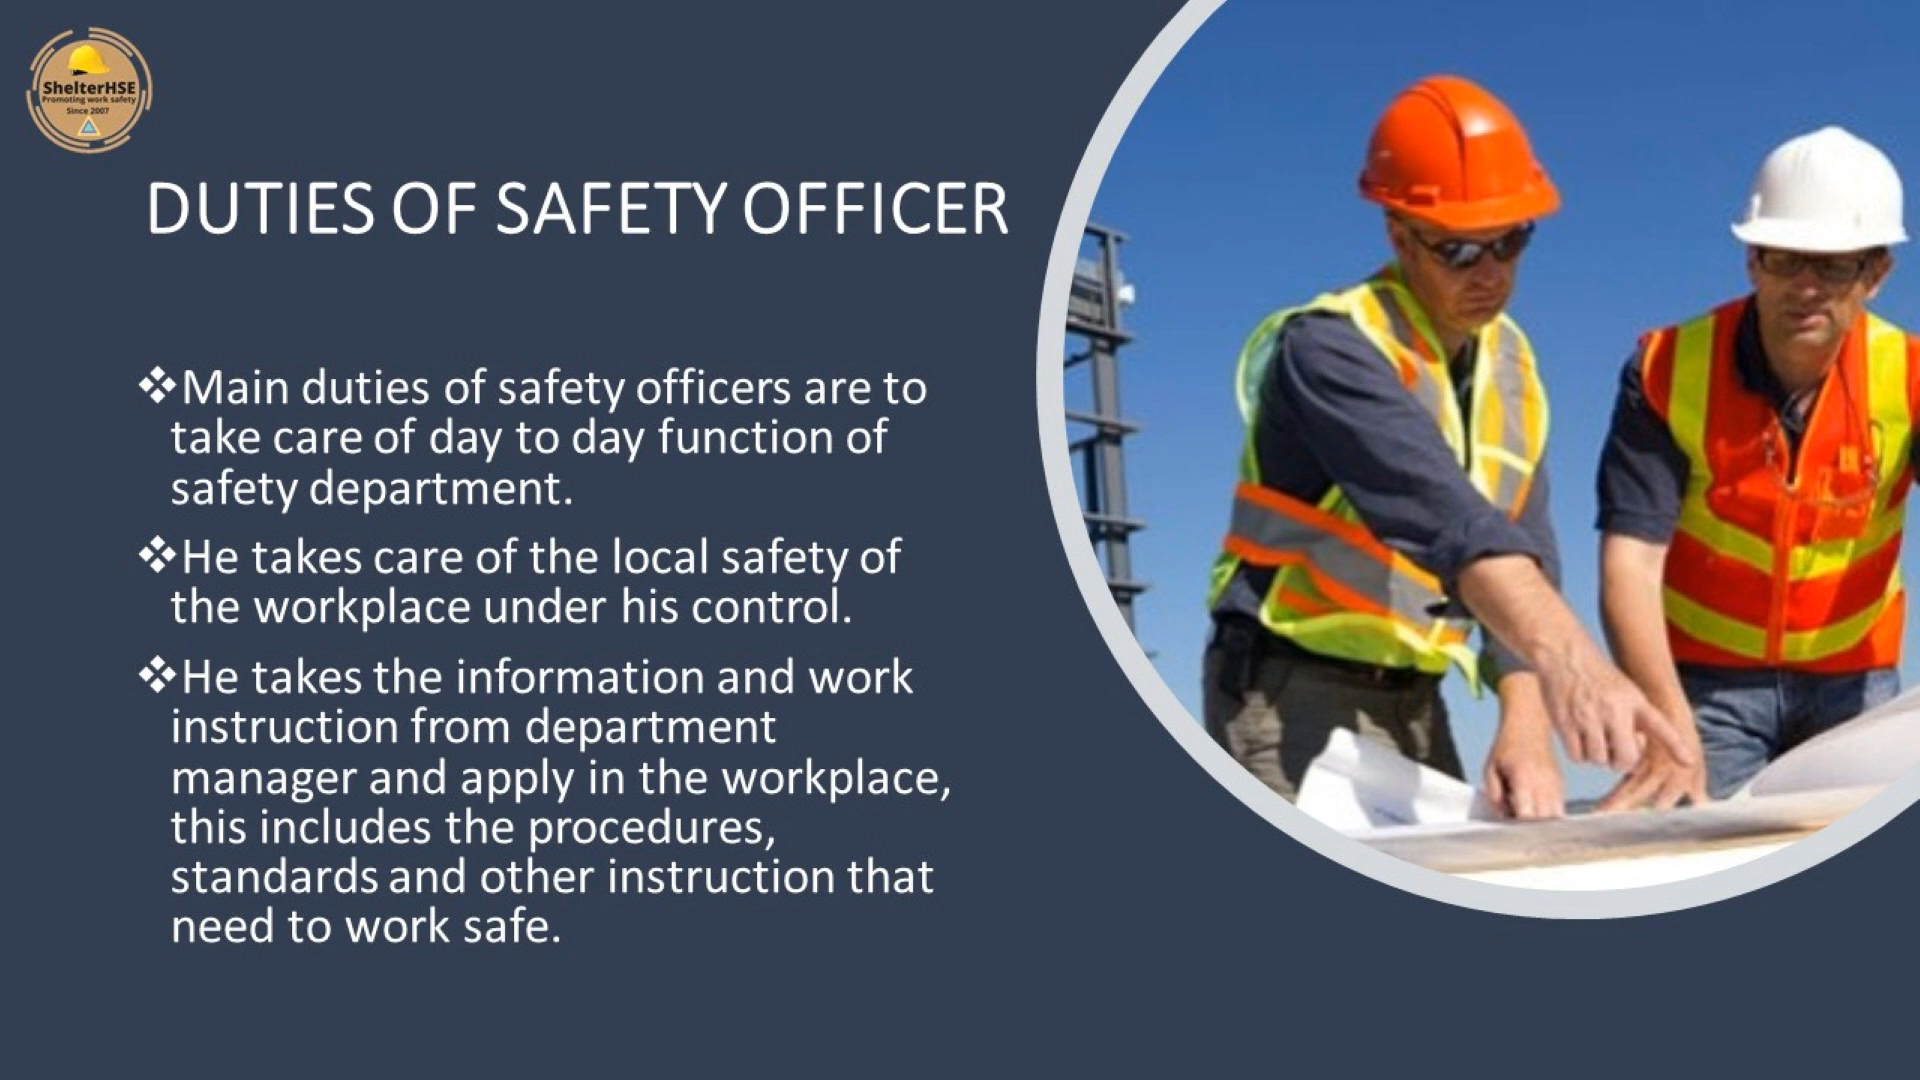 ShelterHSE
Promoting work safety
Since 2007
DUTIES OF SAFETY OFFICER
❖Main duties of safety officers are to
take care of day to day function of
safety department.
❖He takes care of the local safety of
the workplace under his control.
❖He takes the information and work
instruction from department
manager and apply in the workplace,
this includes the procedures,
standards and other instruction that
need to work safe.